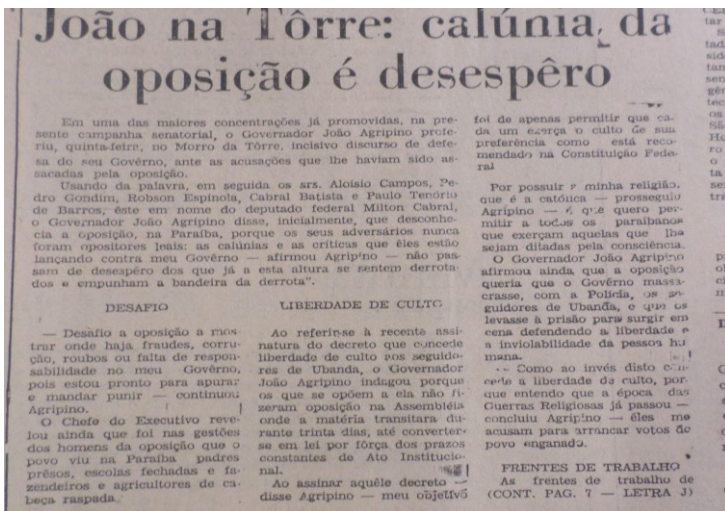 João na Tôrre: calúnia da
oposição é desespêro
Em uma das maiores concentrações já promovidas, na pre-
sente campanha senatorial, o Governador João Agripino profe-
riu, quinta-feire, no Morro da Tôrre, incisivo discurso de defe-
sa do seu Govêrno, ante as acusações que lhe haviam sido as-
sacadas pela oposição.
Usando da palavra, em seguida os srs. Aloisio Campos, Pe-
dro Gondim, Robson Espínola, Cabral Batista e Paulo Tenório
de Barros, êste em nome do deputado federal Milton Cabral,
o Governador João Agripino disse, inicialmente, que desconhe-
cia a oposição, na Paraíba, porque os seus adversários nunca
foram opositores leais: as calúnias e as críticas que êles estão
lançando contra meu Govêrno — afirmou Agripino — não pas-
sam de desespêro dos que já a esta altura se sentem derrota-
dos e empunham a bandeira da derrota".
DESAFIO
— Desafio a oposição a mos
trar onde haja fraudes, corru-
ção, roubos ou falta de respon-
sabilidade no meu Govêrno,
pois estou pronto para apurar
e mandar punir — continuou
Agripino.
O Chefe do Executivo reve-
lou ainda que foi nas gestões
dos homens da oposição que o
povo viu na Paraíba padres
prêsos, escolas fechadas e fa-
zendeiros e agricultores de ca-
beça raspada.
LIBERDADE DE CULTO
Ao referir-se à recente assi-
natura do decreto que concede
liberdade de culto aos seguido-
res de Ubanda, o Governador
João Agripino indagou porque
os que se opõem a ela não fi-
zeram oposição na Assembléia
onde a matéria transitara du-
rante trinta dias, até converter-
se em lei por fôrça dos prazos
constantes de Ato Institucio-
nal.
Ao assinar aquêle decreto —
disse Agripino — meu objetivo
foi de apenas permitir que ca-
da um exerça o culto de sua
preferência como está reco-
mendado na Constituição Fede-
ral
Por possuir a minha religião,
que é a católica — prosseguiu
Agripino — é que quero per-
mitir a todos os paraibanos
que exerçam aquelas que lhe
sejam ditadas pela consciência.
O Governador João Agripino
afirmou ainda que a oposição
queria que o Govêrno massa-
crasse, com a Polícia, os se-
guidores de Ubanda, e que os
levasse à prisão para surgir em
cena defendendo a liberdade e
a inviolabilidade da pessoa hu
mana.
— Como ao invés disto con-
cede a liberdade de culto, por-
que entendo que a época das
Guerras Religiosas já passou —
concluiu Agripino — êles me
acusam para arrancar votos do
povo enganado.
FRENTES DE TRABALHO
As frentes de trabalho de
(CONT. PAG. 7 — LETRA J)